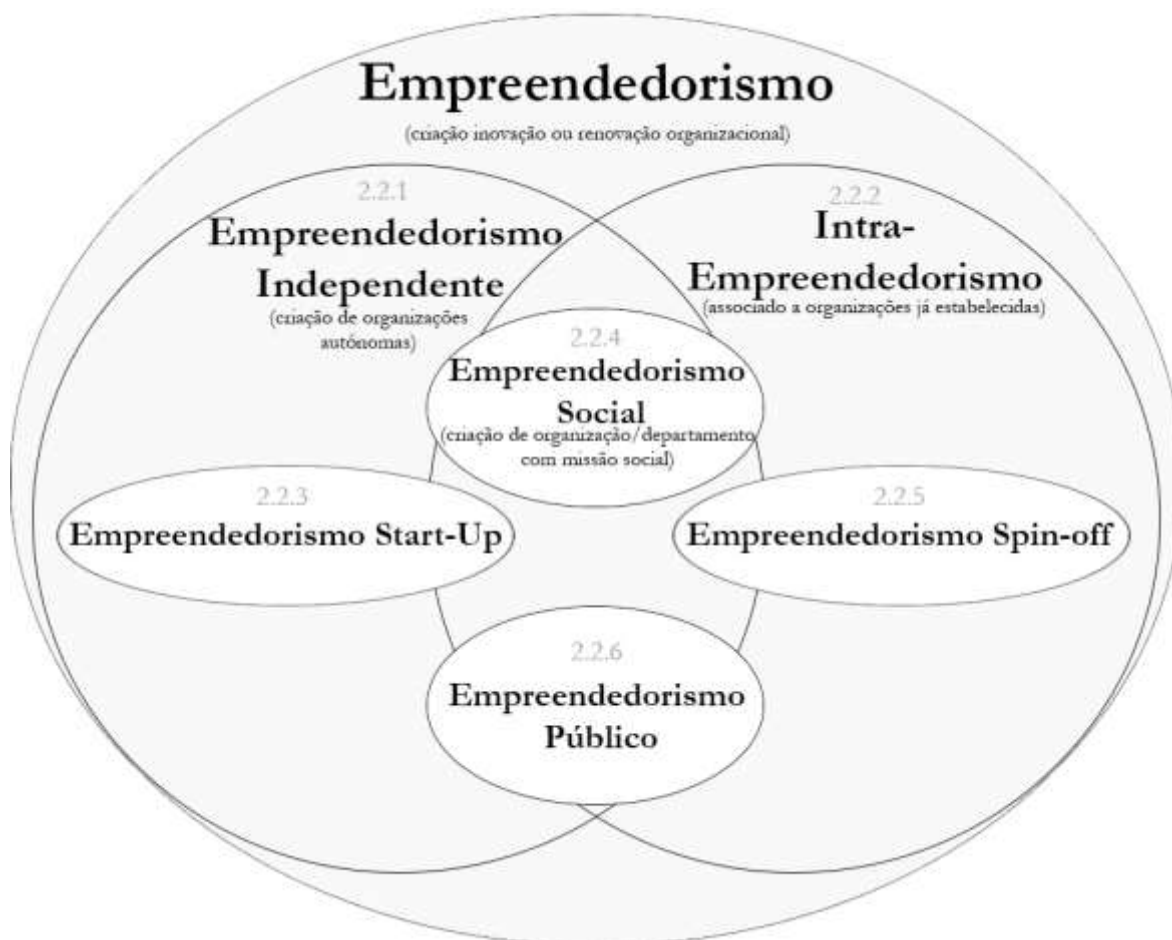 Empreendedorismo
(criação inovação ou renovação organizacional)
2.2.1
Empreendedorismo
Independente
(criação de organizações
autónomas)
2.2.2
Intra-
Empreendedorismo
(associado a organizações já estabelecidas)
2.2.4
Empreendedorismo
Social
(criação de organização/departamento
com missão social)
2.2.3
Empreendedorismo Start-Up
2.2.5
Empreendedorismo Spin-off
2.2.6
Empreendedorismo
Público